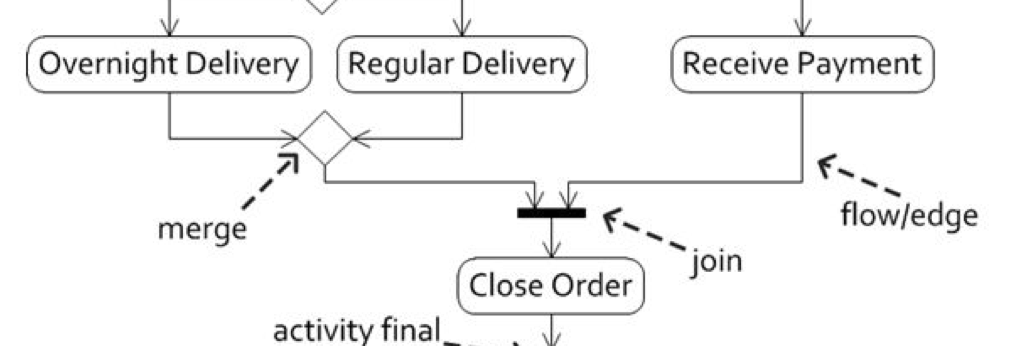 Overnight Delivery
Regular Delivery
Receive Payment
merge
flow/edge
join
Close Order
activity final